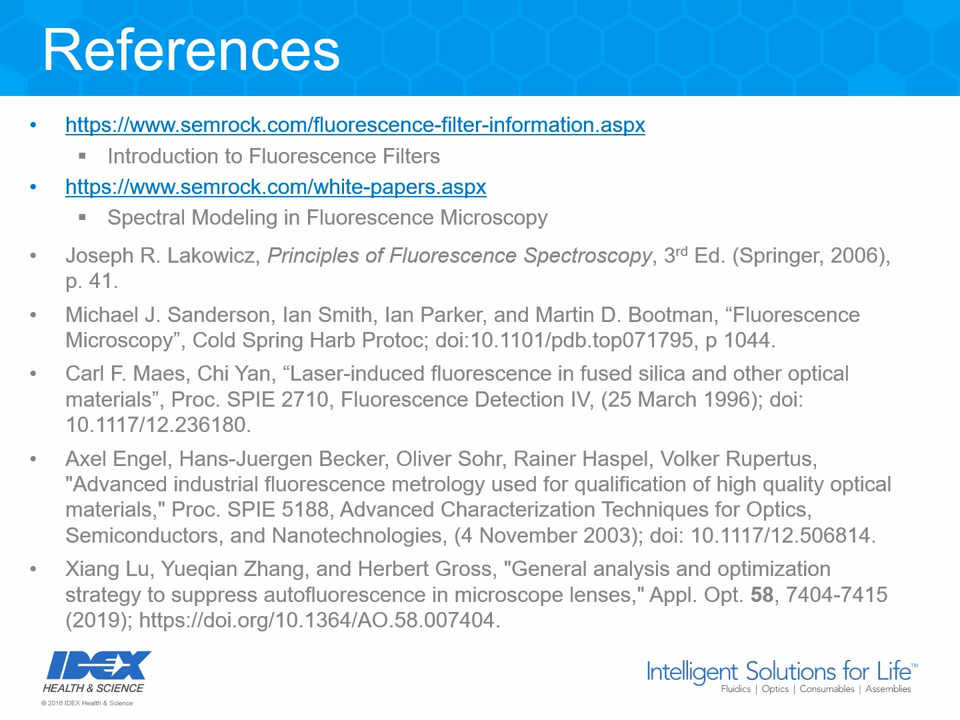 References
• https://www.semrock.com/fluorescence-filter-information.aspx
▪ Introduction to Fluorescence Filters
• https://www.semrock.com/white-papers.aspx
▪ Spectral Modeling in Fluorescence Microscopy
• Joseph R. Lakowicz, Principles of Fluorescence Spectroscopy, 3rd Ed. (Springer, 2006),
p. 41.
• Michael J. Sanderson, Ian Smith, Ian Parker, and Martin D. Bootman, “Fluorescence
Microscopy”, Cold Spring Harb Protoc; doi:10.1101/pdb.top071795, p 1044.
• Carl F. Maes, Chi Yan, “Laser-induced fluorescence in fused silica and other optical
materials”, Proc. SPIE 2710, Fluorescence Detection IV, (25 March 1996); doi:
10.1117/12.236180.
• Axel Engel, Hans-Juergen Becker, Oliver Sohr, Rainer Haspel, Volker Rupertus,
"Advanced industrial fluorescence metrology used for qualification of high quality optical
materials," Proc. SPIE 5188, Advanced Characterization Techniques for Optics,
Semiconductors, and Nanotechnologies, (4 November 2003); doi: 10.1117/12.506814.
• Xiang Lu, Yueqian Zhang, and Herbert Gross, "General analysis and optimization
strategy to suppress autofluorescence in microscope lenses," Appl. Opt. 58, 7404-7415
(2019); https://doi.org/10.1364/AO.58.007404.
IDEX
HEALTH & SCIENCE
© 2016 IDEX Health & Science
Intelligent Solutions for Life™
Fluidics | Optics | Consumables | Assemblies